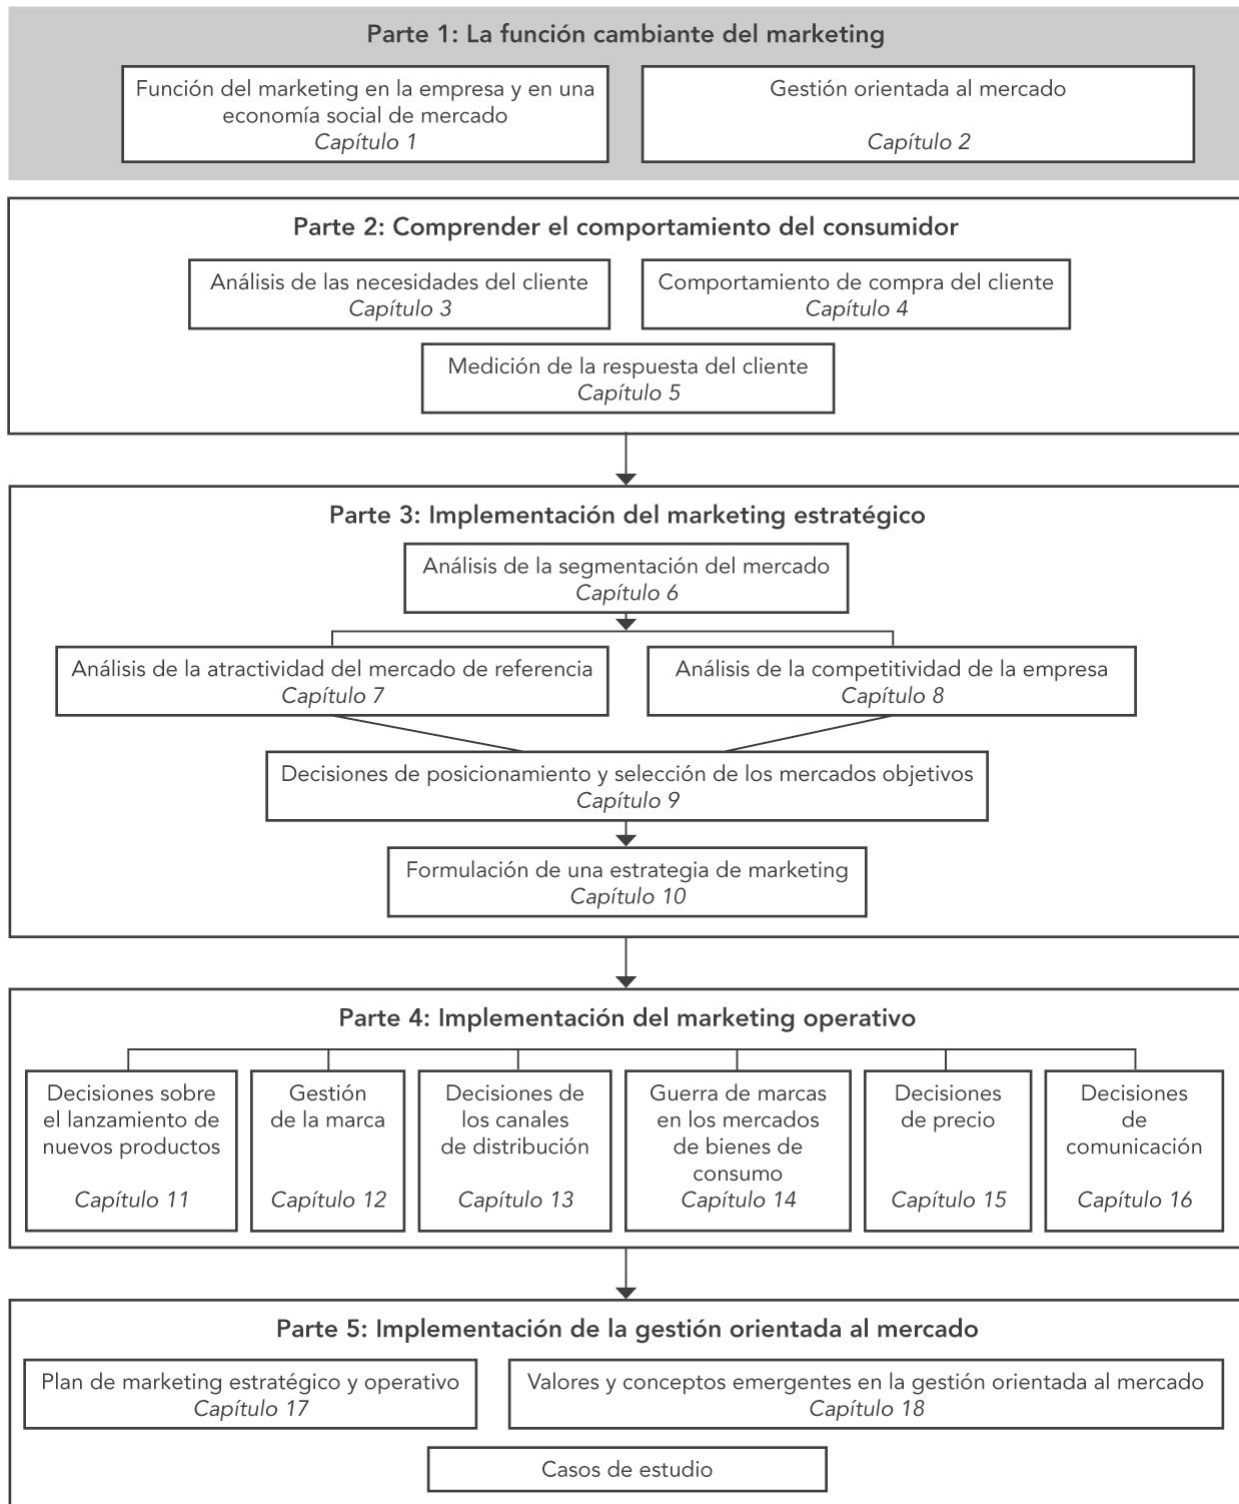 Parte 1: La función cambiante del marketing
Función del marketing en la empresa y en una
economía social de mercado
Capítulo 1
Gestión orientada al mercado
Capítulo 2
Parte 2: Comprender el comportamiento del consumidor
Análisis de las necesidades del cliente
Capítulo 3
Comportamiento de compra del cliente
Capítulo 4
Medición de la respuesta del cliente
Capítulo 5
Parte 3: Implementación del marketing estratégico
Análisis de la segmentación del mercado
Capítulo 6
Análisis de la atractividad del mercado de referencia
Capítulo 7
Análisis de la competitividad de la empresa
Capítulo 8
Decisiones de posicionamiento y selección de los mercados objetivos
Capítulo 9
Formulación de una estrategia de marketing
Capítulo 10
Parte 4: Implementación del marketing operativo
Decisiones sobre
el lanzamiento de
nuevos productos
Capítulo 11
Gestión
de la marca
Capítulo 12
Decisiones de
los canales
de distribución
Capítulo 13
Guerra de marcas
en los mercados
de bienes de
consumo
Capítulo 14
Decisiones
de precio
Capítulo 15
Decisiones
de
comunicación
Capítulo 16
Parte 5: Implementación de la gestión orientada al mercado
Plan de marketing estratégico y operativo
Capítulo 17
Valores y conceptos emergentes en la gestión orientada al mercado
Capítulo 18
Casos de estudio